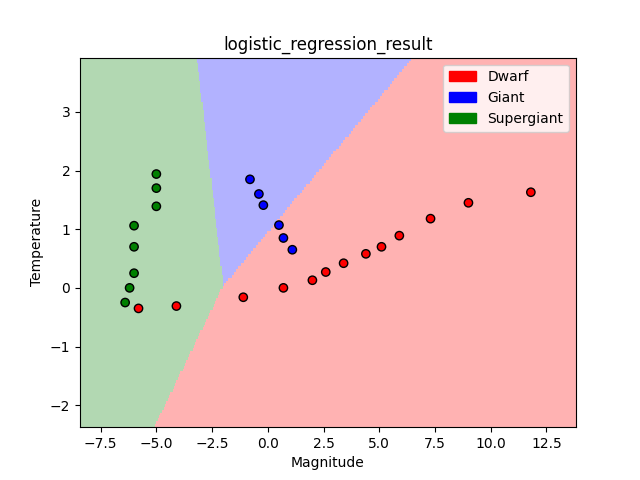 logistic_regression_result
Dwarf
Giant
Supergiant
3
2
1
0
−1
−2
Temperature
−7.5 −5.0 −2.5 0.0 2.5 5.0 7.5 10.0 12.5
Magnitude